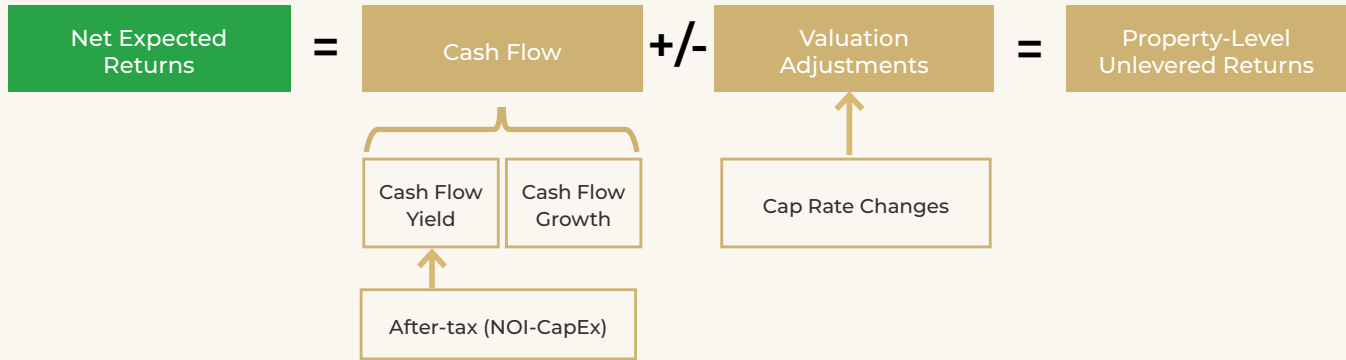 Net Expected
Returns
=
Cash Flow
+/-
Valuation
Adjustments
=
Property-Level
Unlevered Returns
Cash Flow
Yield
Cash Flow
Growth
Cap Rate Changes
After-tax (NOI-CapEx)